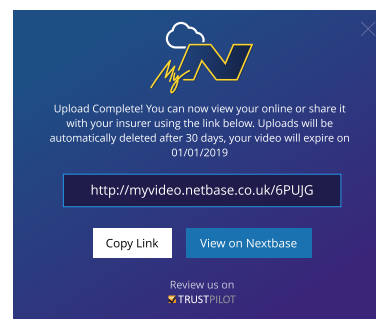 My N
Upload Complete! You can now view your online or share it
with your insurer using the link below. Uploads will be
automatically deleted after 30 days, your video will expire on
01/01/2019
http://myvideo.netbase.co.uk/6PUJG
Copy Link View on Nextbase
Review us on
TRUSTPILOT